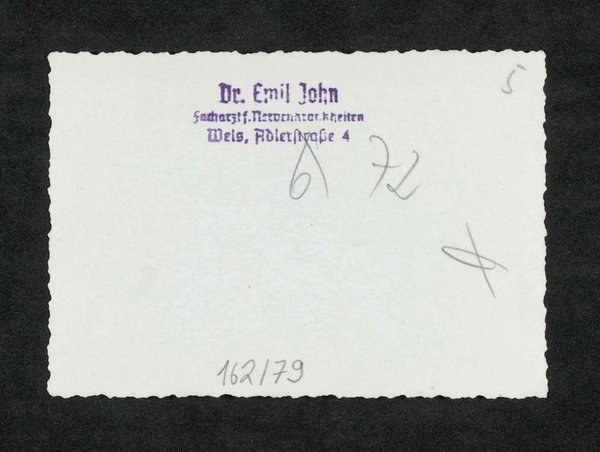 5
Dr. Emil John
Facharzt f. Nervenkrankheiten
Wels, Adlerstraße 4
6 72
162/79